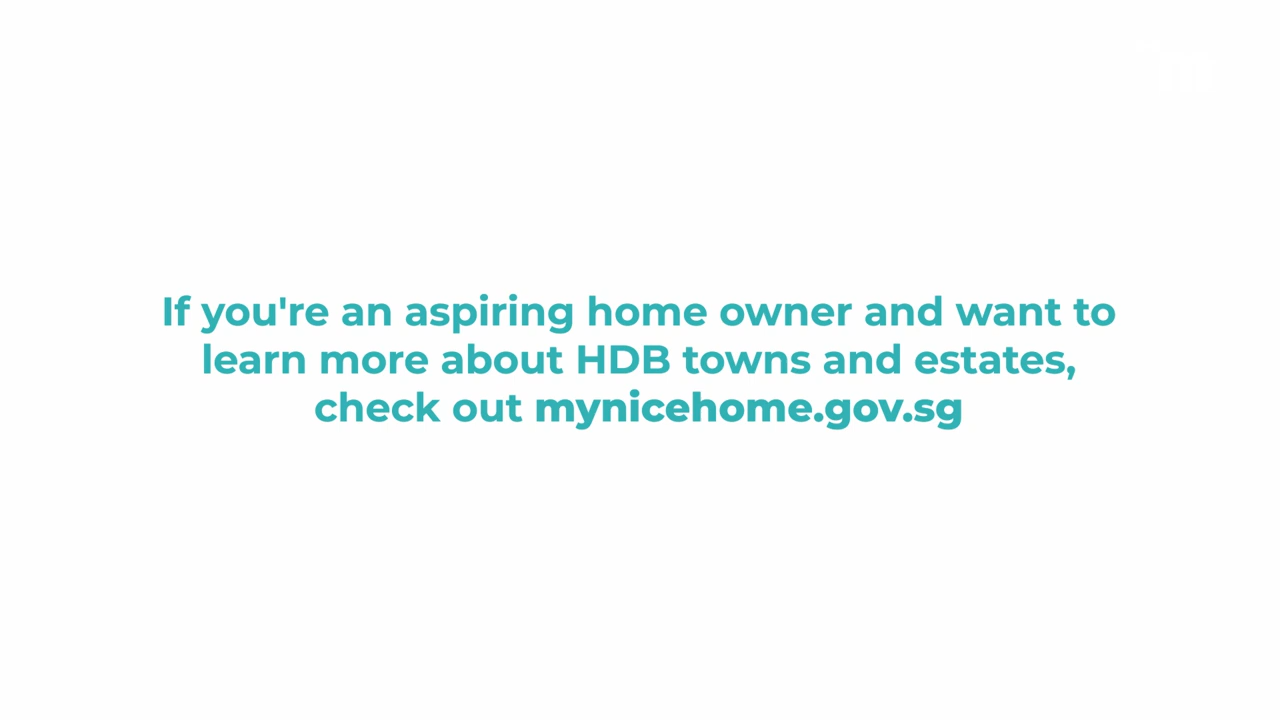 If you're an aspiring home owner and want to
learn more about HDB towns and estates,
check out mynicehome.gov.sg